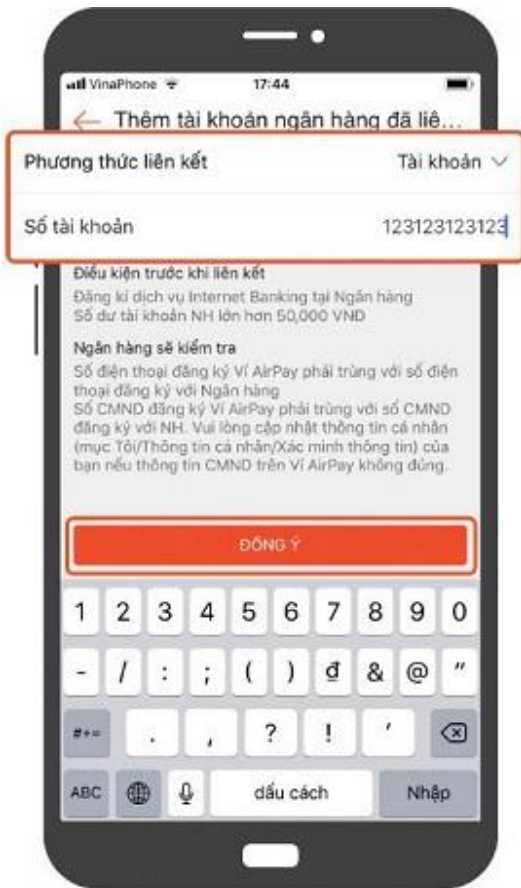 VinaPhone 17:44
Thêm tài khoản ngân hàng đã liê...
Phương thức liên kết Tài khoản
Số tài khoản 123123123123
Điều kiện trước khi liên kết
Đăng kí dịch vụ Internet Banking tại Ngân hàng
Số dư tài khoản NH lớn hơn 50,000 VNĐ
Ngân hàng sẽ kiểm tra
Số điện thoại đăng ký Ví AirPay phải trùng với số điện
thoại đăng ký với Ngân hàng
Số CMND đăng ký Ví AirPay phải trùng với số CMND
đăng ký với NH. Vui lòng cập nhật thông tin cá nhân
(mục Tôi/Thông tin cá nhân/Xác minh thông tin) của
bạn nếu thông tin CMND trên Ví AirPay không đúng.
ĐỒNG Ý
1 2 3 4 5 6 7 8 9 0
- / : ; ( ) đ & @ "
#+= . , ? ! '
ABC dấu cách Nhập